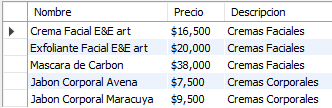 Nombre Precio Descripcion
Crema Facial E&E art $16,500 Cremas Faciales
Exfoliante Facial E&E art $20,000 Cremas Faciales
Mascara de Carbon $38,000 Cremas Faciales
Jabon Corporal Avena $7,500 Cremas Corporales
Jabon Corporal Maracuya $9,500 Cremas Corporales